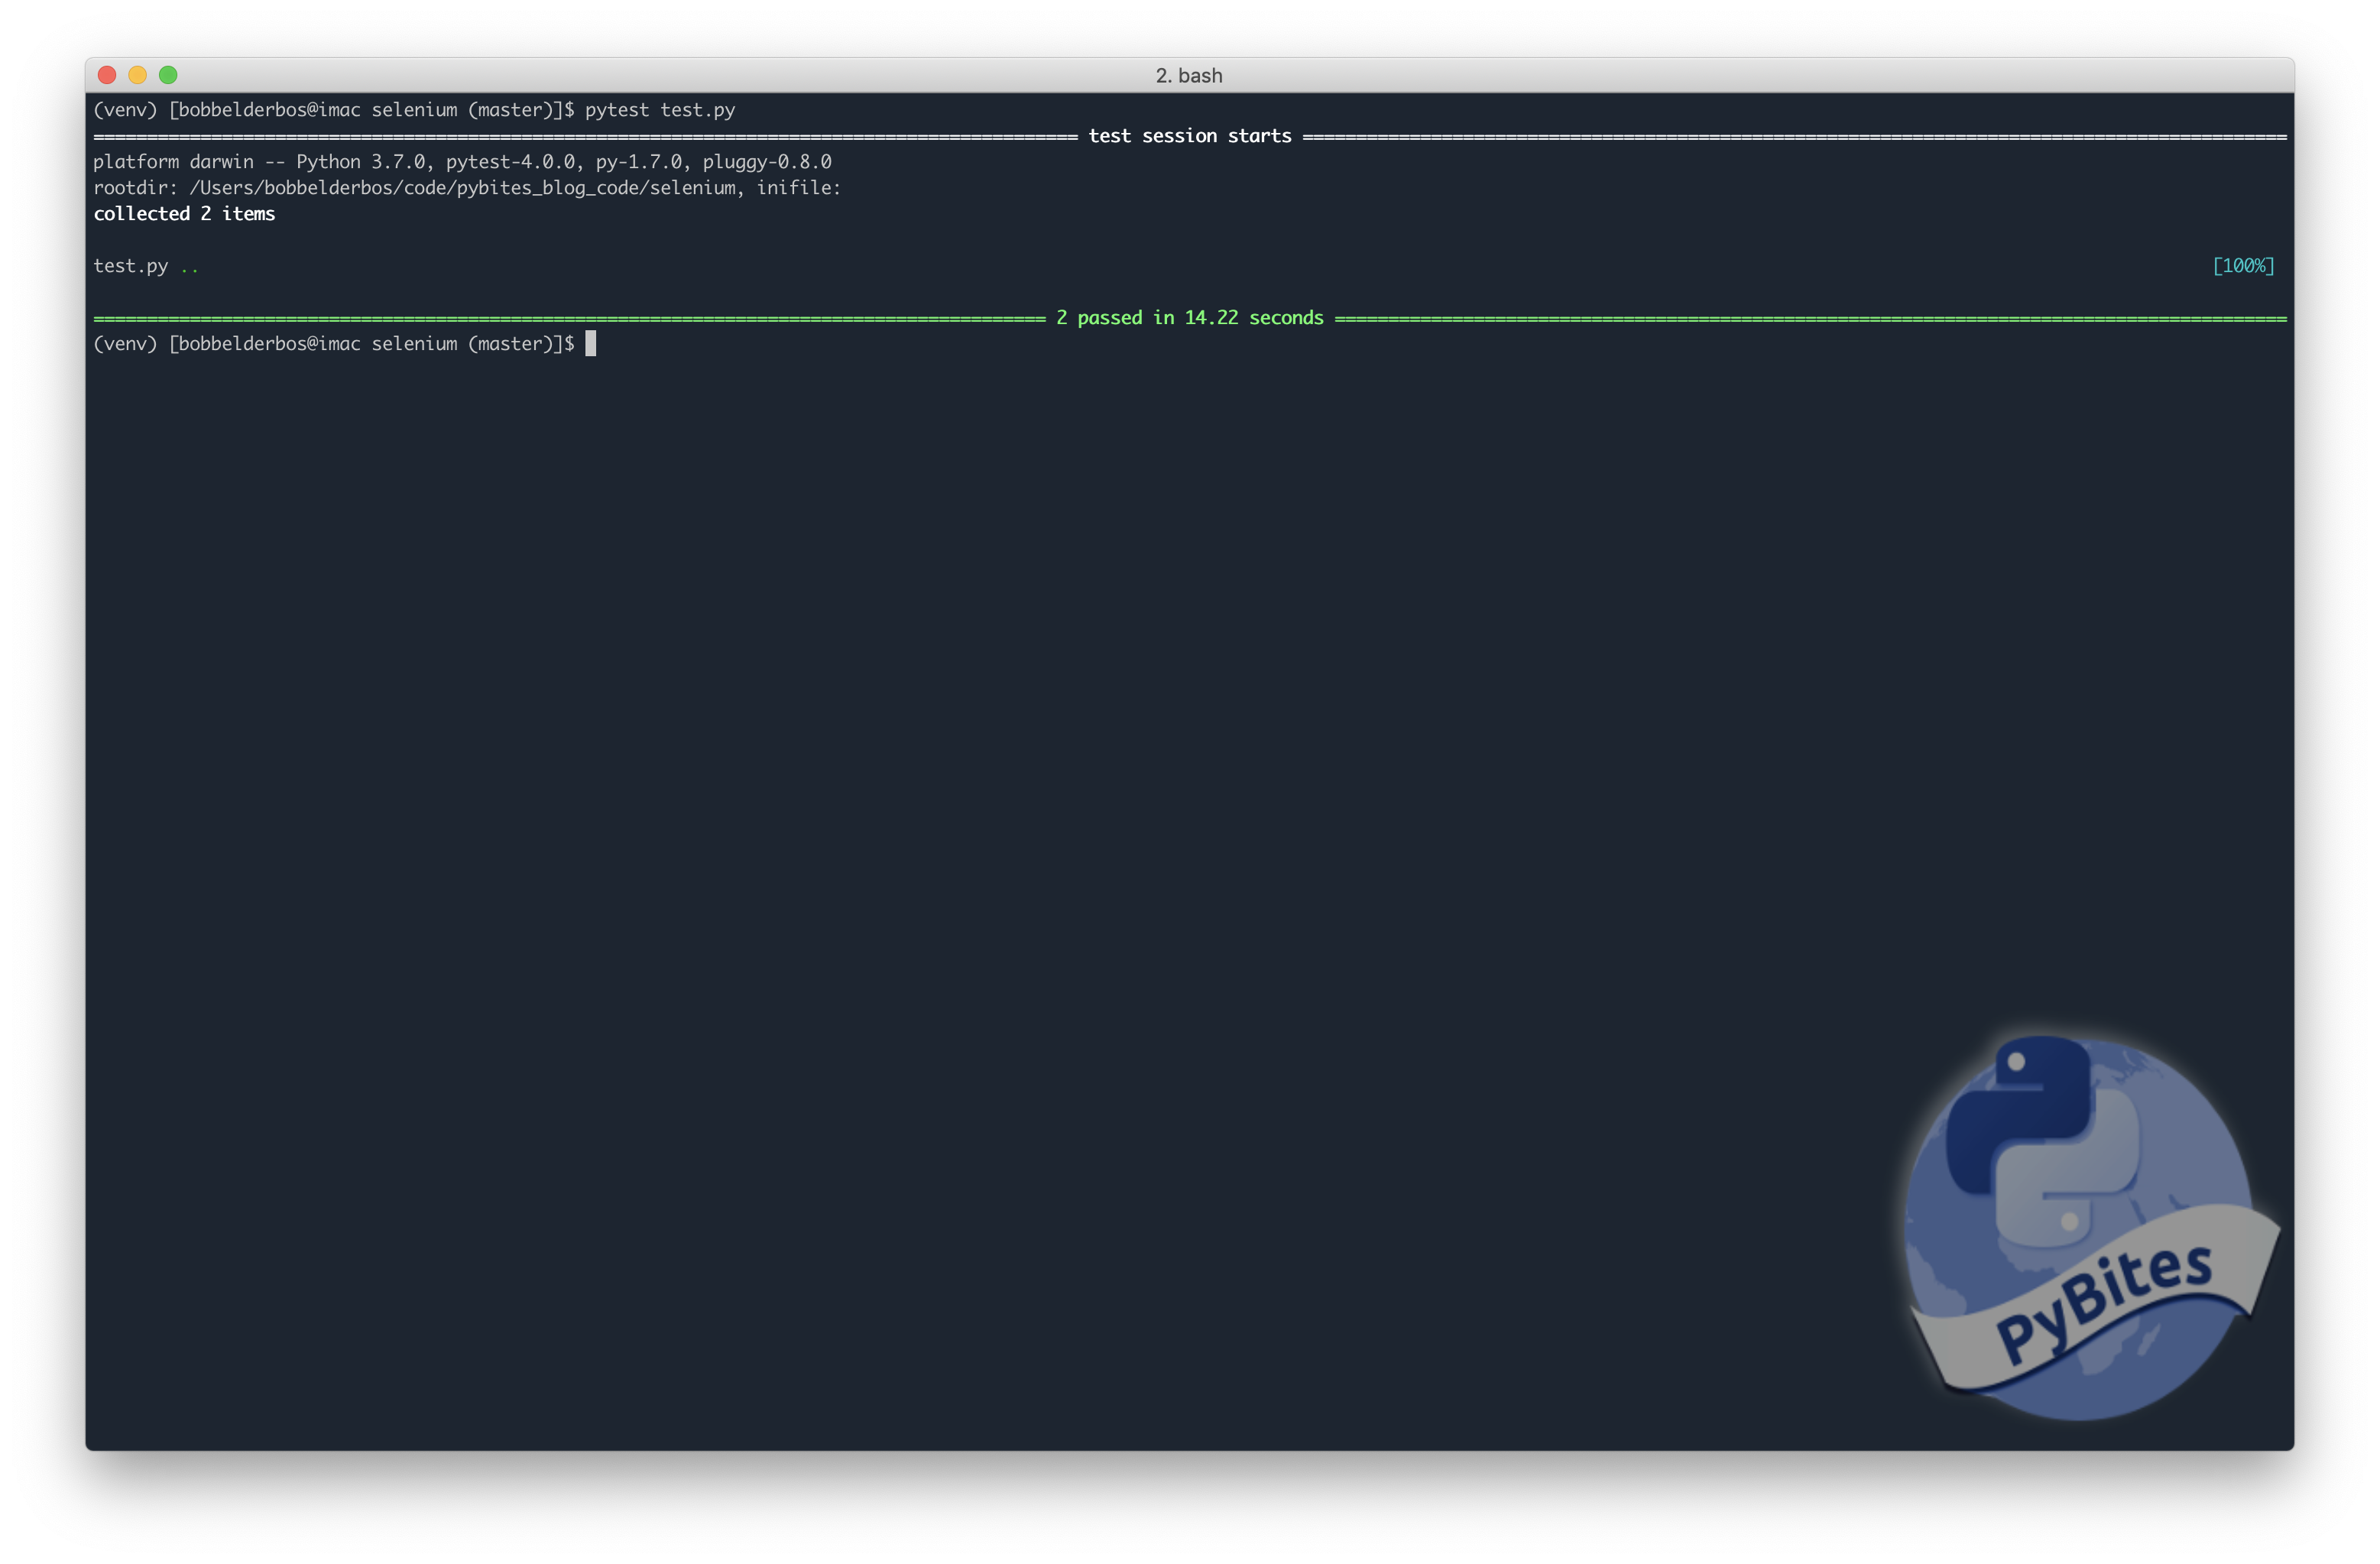 2. bash
(venv) [bobbelderbos@imac selenium (master)]$ pytest test.py
============================================================================================ test session starts ============================================================================================
platform darwin -- Python 3.7.0, pytest-4.0.0, py-1.7.0, pluggy-0.8.0
rootdir: /Users/bobbelderbos/code/pybites_blog_code/selenium, inifile:
collected 2 items
test.py .. [100%]
========================================================================================= 2 passed in 14.22 seconds =========================================================================================
(venv) [bobbelderbos@imac selenium (master)]$
PyBites